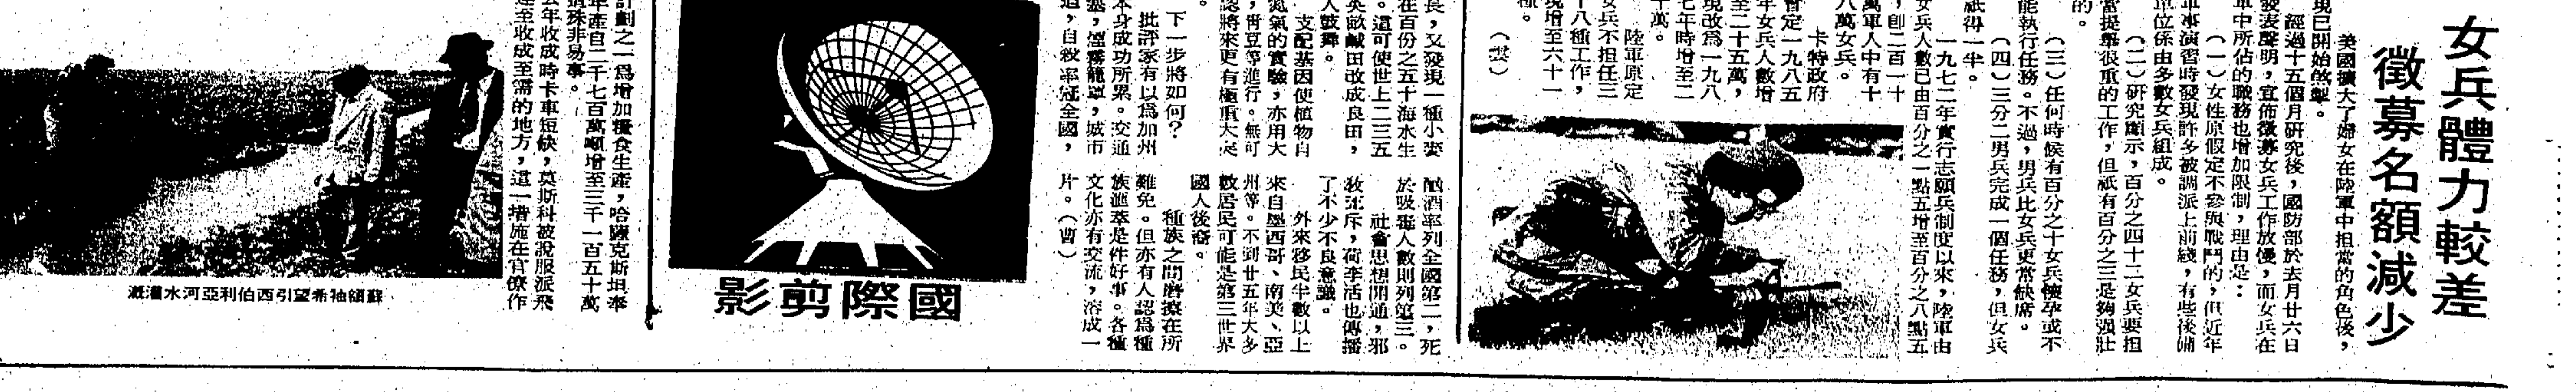 女兵體力較差
徵募名額減少
美國擴大了婦女在陸軍中担當的角色後，
現已開始煞掣。
經過十五個月研究後，國防部於去月廿六日
發表聲明，宣佈徵募女兵工作放慢，而女兵在
軍中所佔的職務也增加限制，理由是：
（一）女性原假定不參與戰鬥的，但近年
軍事演習時發現許多被調派上前綫，有些後備
單位係由多數女兵組成。
（二）研究顯示，百分之四十二女兵要担
當提舉很重的工作，但祇有百分之三是夠强壯
的。
（三）任何時候有百分之十女兵懷孕或不
能執行任務。不過，男兵比女兵更常缺席。
（四）三分二男兵完成一個任務，但女兵
祇得一半。
一九七二年實行志願兵制度以來，陸軍由
女兵人數已由百分之一點五增至百分之八點五
，創二百一十
萬軍人中有十
八萬女兵。
卡特政府
曾定一九八五
年女兵人數增
至二十五萬，
現改爲一九八
七年時增至二
十萬。
陸軍原定
女兵不担任三
十八種工作，
現增至六十一
種。
長，又發現一種小麥
在百份之五十海水生
。這可使世上二三五
英畝鹹田改成良田，
人鼓舞。
支配基因使植物自
氮氣的實驗，亦用大
，青豆等進行。無可
認將來更有極重大突
。
下一步將如何？
批評家有以爲加州
本身成功所累。交通
塞，煙霧籠罩，城市
，自殺率冠全國，
酗酒率列全國第二，死
於吸毒人數則列第三。
社會思想開通，邪
敎充斥，荷李活也傳播
了不少不良意識。
外來移民半數以上
來自墨西哥、南美、亞
州等。不到廿五年大多
數居民可能是第三世界
國人後裔。
種族之間磨擦在所
難免。但亦有人認爲種
族滙萃是件好事。各種
文化亦有交流，溶成一
片。（曹）
國際剪影
計劃之一爲增加糧食生產，哈薩克斯坦奉
年產自二千七百萬噸增至三千一百五十萬
殊非易事。
去年收成時卡車短缺，莫斯科被說服派飛
至收成至需的地方，這一措施在官僚作
蘇領袖希望引西伯利亞河水灌漑